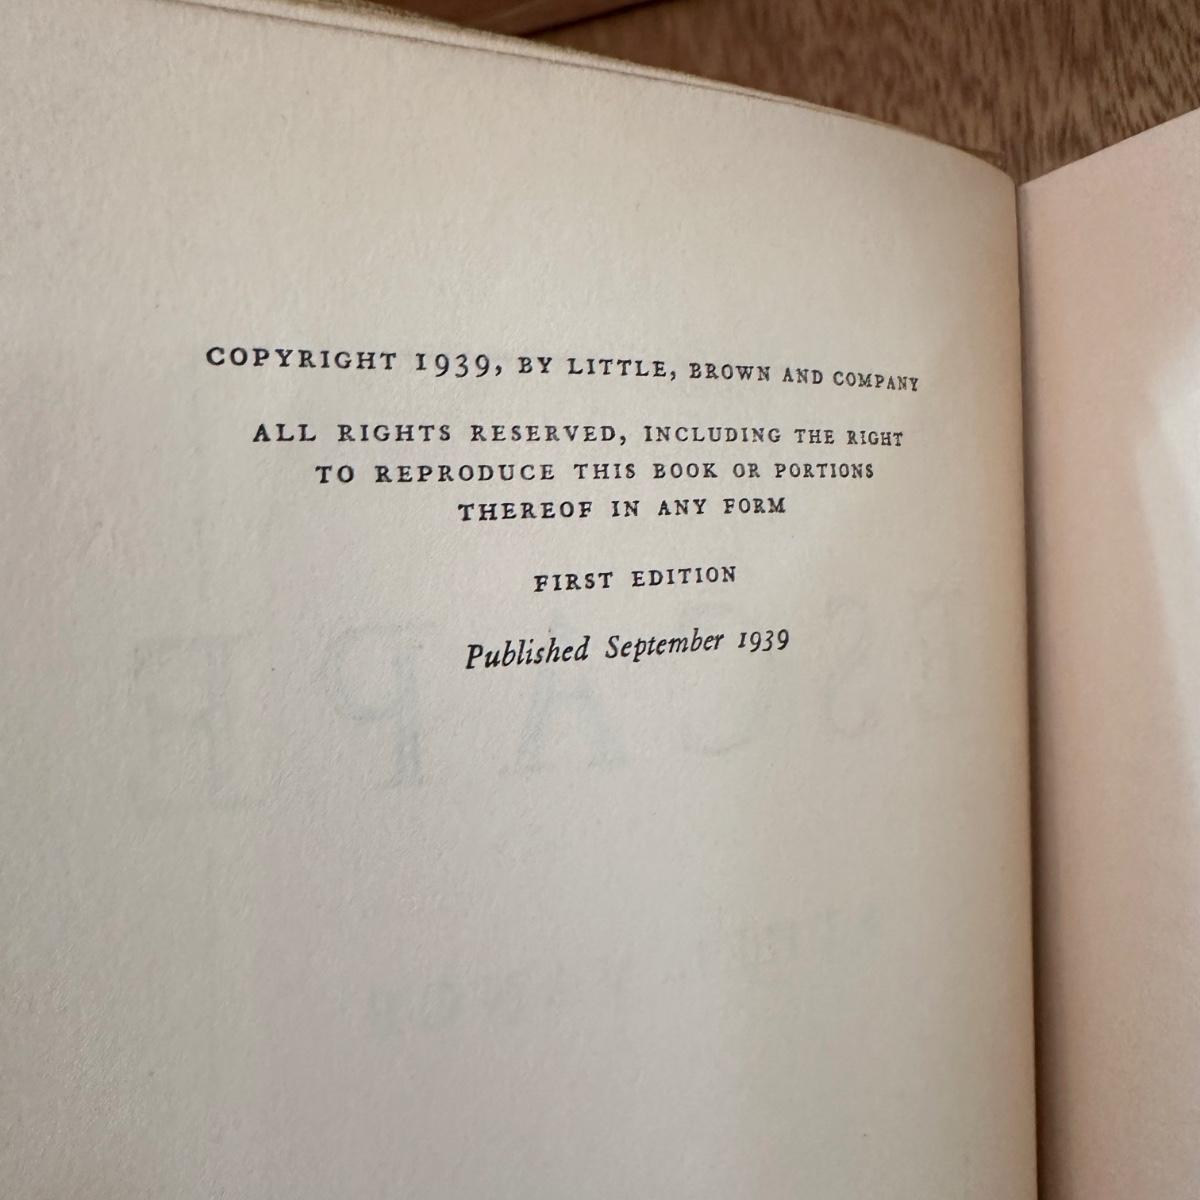 COPYRIGHT 1939, BY LITTLE, BROWN AND COMPANY
ALL RIGHTS RESERVED, INCLUDING THE RIGHT
TO REPRODUCE THIS BOOK OR PORTIONS
THEREOF IN ANY FORM
FIRST EDITION
Published September 1939
ESCAPE